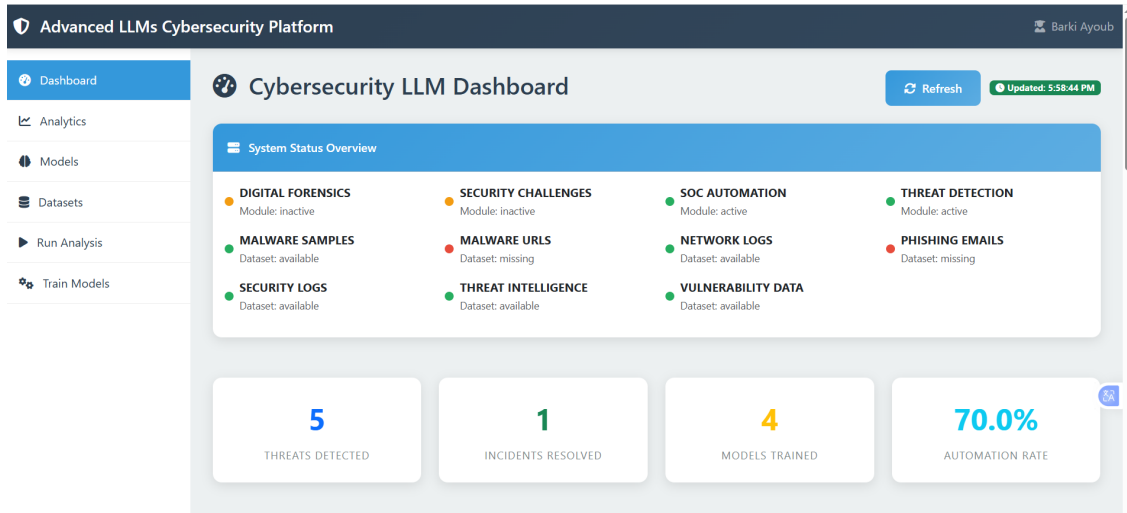 Advanced LLMs Cybersecurity Platform
Barki Ayoub
Dashboard
Analytics
Models
Datasets
Run Analysis
Train Models
Cybersecurity LLM Dashboard
Refresh
Updated: 5:58:44 PM
System Status Overview
DIGITAL FORENSICS
Module: inactive
SECURITY CHALLENGES
Module: inactive
SOC AUTOMATION
Module: active
THREAT DETECTION
Module: active
MALWARE SAMPLES
Dataset: available
MALWARE URLS
Dataset: missing
NETWORK LOGS
Dataset: available
PHISHING EMAILS
Dataset: missing
SECURITY LOGS
Dataset: available
THREAT INTELLIGENCE
Dataset: available
VULNERABILITY DATA
Dataset: available
5
THREATS DETECTED
1
INCIDENTS RESOLVED
4
MODELS TRAINED
70.0%
AUTOMATION RATE